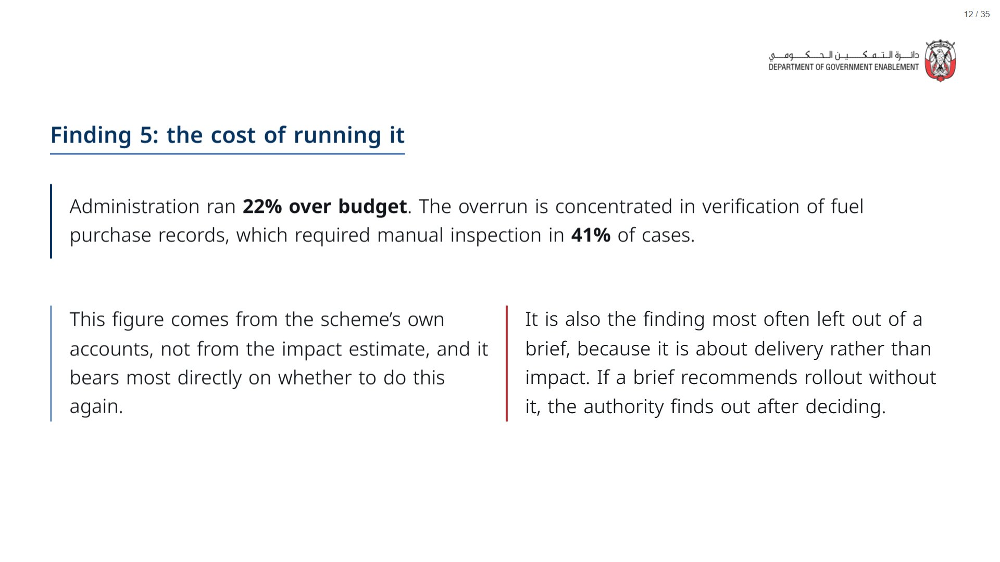 12 / 35
دائرة التمكين الحكومي
DEPARTMENT OF GOVERNMENT ENABLEMENT
Finding 5: the cost of running it
Administration ran 22% over budget. The overrun is concentrated in verification of fuel
purchase records, which required manual inspection in 41% of cases.
This figure comes from the scheme’s own
accounts, not from the impact estimate, and it
bears most directly on whether to do this
again.
It is also the finding most often left out of a
brief, because it is about delivery rather than
impact. If a brief recommends rollout without
it, the authority finds out after deciding.